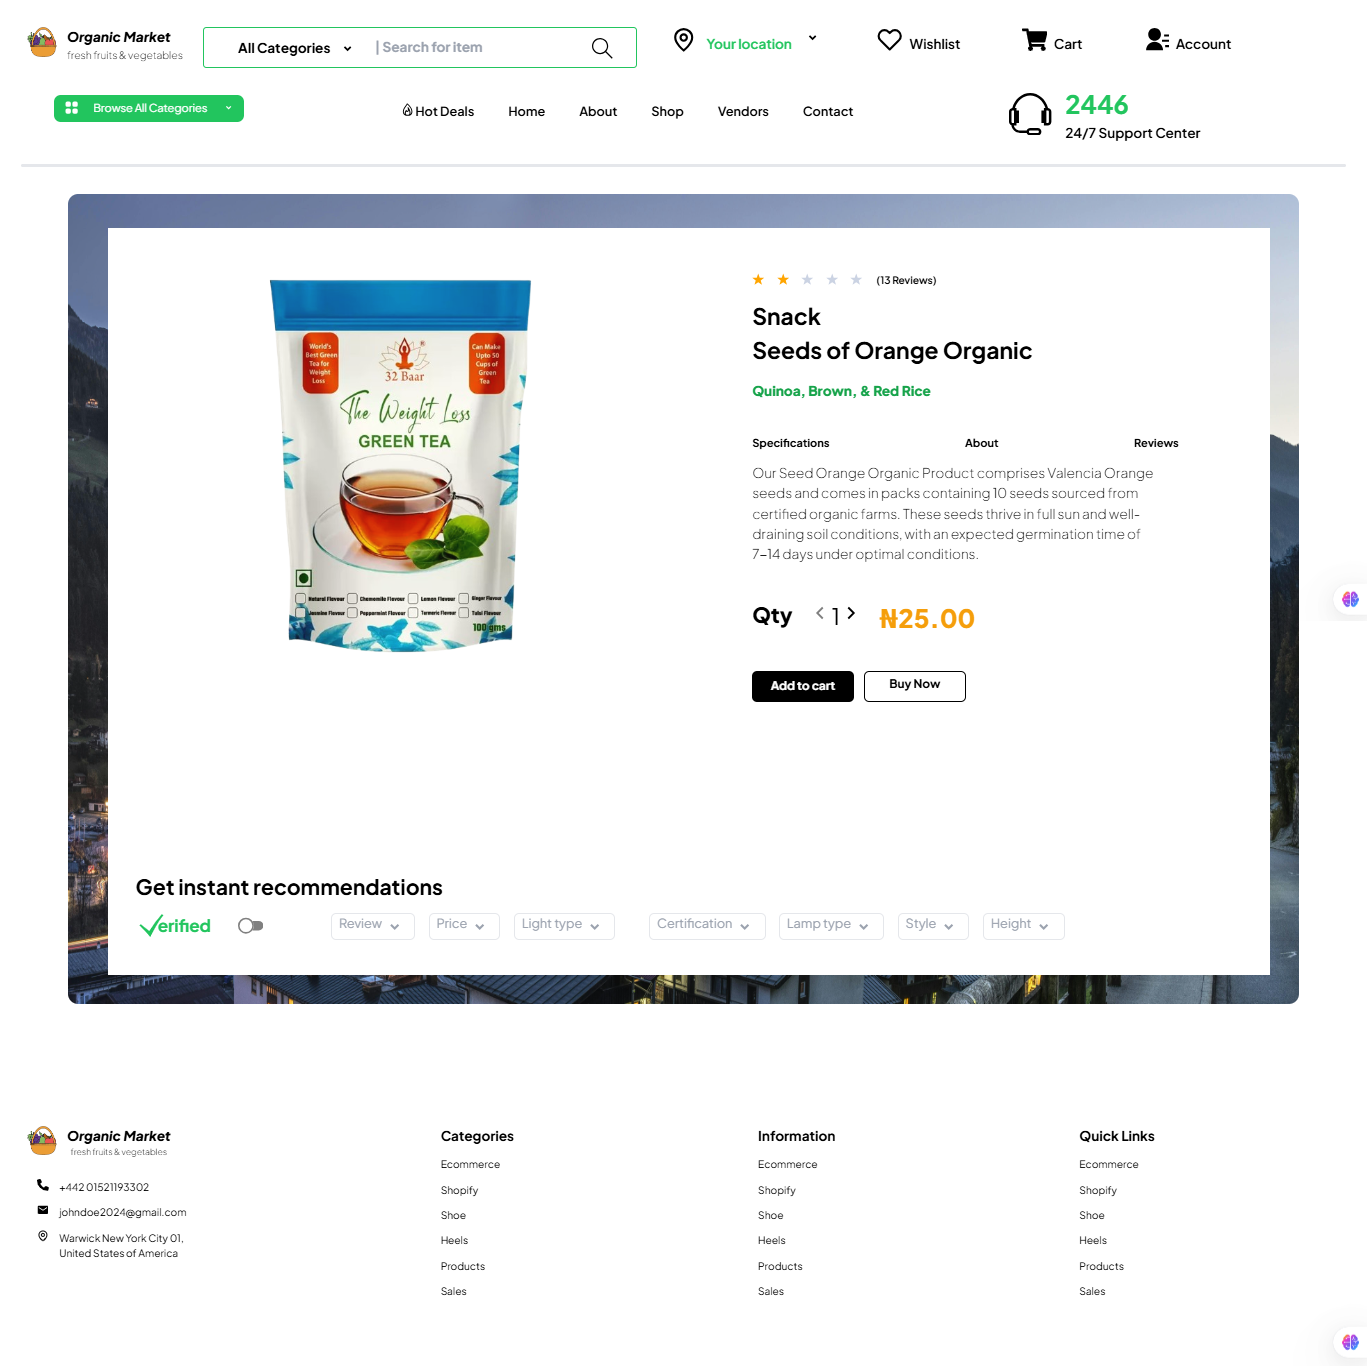 Organic Market
fresh fruits & vegetables
All Categories
| Search for item
Your location
Wishlist
Cart
Account
Browse All Categories
Hot Deals
Home
About
Shop
Vendors
Contact
2446
24/7 Support Center
World's
Best Green
Tea for
Weight
Loss
®
32 Baar
Can Make
Upto 50
Cups of
Green
Tea
The Weight Loss
GREEN TEA
Natural Flavour
Chamomile Flavour
Lemon Flavour
Ginger Flavour
Jasmine Flavour
Peppermint Flavour
Turmeric Flavour
Tulsi Flavour
100 gms
(13 Reviews)
Snack
Seeds of Orange Organic
Quinoa, Brown, & Red Rice
Specifications
About
Reviews
Our Seed Orange Organic Product comprises Valencia Orange
seeds and comes in packs containing 10 seeds sourced from
certified organic farms. These seeds thrive in full sun and well-
draining soil conditions, with an expected germination time of
7–14 days under optimal conditions.
Qty
1
₦25.00
Add to cart
Buy Now
Get instant recommendations
Verified
Review
Price
Light type
Certification
Lamp type
Style
Height
Organic Market
fresh fruits & vegetables
+442 01521193302
johndoe2024@gmail.com
Warwick New York City 01,
United States of America
Categories
Ecommerce
Shopify
Shoe
Heels
Products
Sales
Information
Ecommerce
Shopify
Shoe
Heels
Products
Sales
Quick Links
Ecommerce
Shopify
Shoe
Heels
Products
Sales